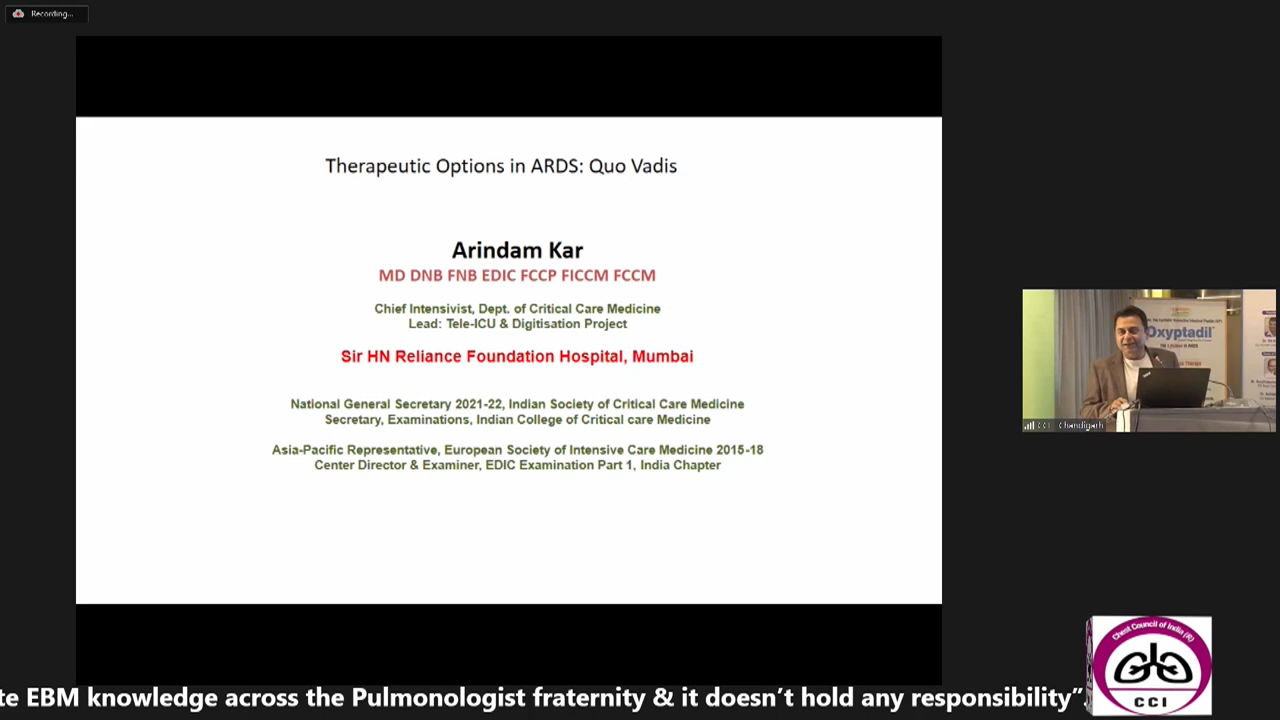 Recording...
Therapeutic Options in ARDS: Quo Vadis
Arindam Kar
MD DNB FNB EDIC FCCP FICCM FCCM
Chief Intensivist, Dept. of Critical Care Medicine
Lead: Tele-ICU & Digitisation Project
Sir HN Reliance Foundation Hospital, Mumbai
National General Secretary 2021-22, Indian Society of Critical Care Medicine
Secretary, Examinations, Indian College of Critical care Medicine
Asia-Pacific Representative, European Society of Intensive Care Medicine 2015-18
Center Director & Examiner, EDIC Examination Part 1, India Chapter
Oxyptadil
CCI Chandigarh
Chest Council of India (R)
CCI
te EBM knowledge across the Pulmonologist fraternity & it doesn't hold any responsibility”.